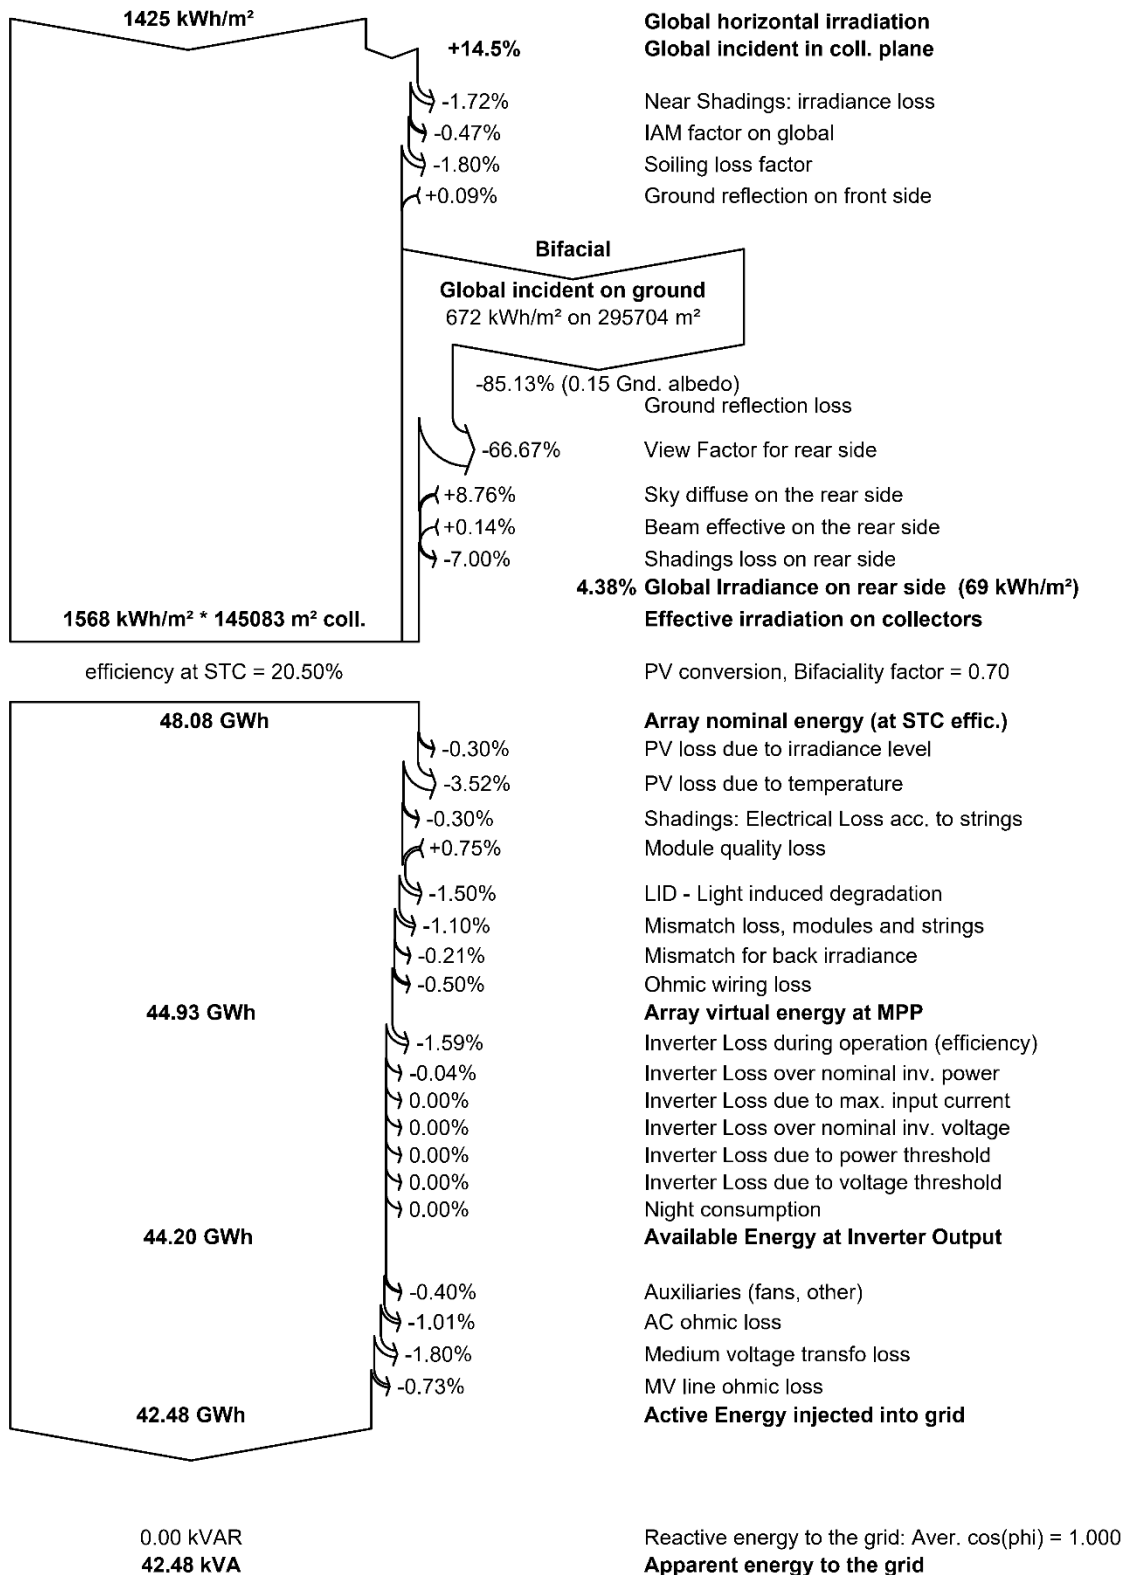 1425 kWh/m² Global horizontal irradiation
+14.5% Global incident in coll. plane
-1.72% Near Shadings: irradiance loss
-0.47% IAM factor on global
-1.80% Soiling loss factor
+0.09% Ground reflection on front side
Bifacial
Global incident on ground
672 kWh/m² on 295704 m²
-85.13% (0.15 Gnd. albedo)
Ground reflection loss
-66.67% View Factor for rear side
+8.76% Sky diffuse on the rear side
+0.14% Beam effective on the rear side
-7.00% Shadings loss on rear side
4.38% Global Irradiance on rear side (69 kWh/m²)
1568 kWh/m² * 145083 m² coll. Effective irradiation on collectors
efficiency at STC = 20.50% PV conversion, Bifaciality factor = 0.70
48.08 GWh Array nominal energy (at STC effic.)
-0.30% PV loss due to irradiance level
-3.52% PV loss due to temperature
-0.30% Shadings: Electrical Loss acc. to strings
+0.75% Module quality loss
-1.50% LID - Light induced degradation
-1.10% Mismatch loss, modules and strings
-0.21% Mismatch for back irradiance
-0.50% Ohmic wiring loss
44.93 GWh Array virtual energy at MPP
-1.59% Inverter Loss during operation (efficiency)
-0.04% Inverter Loss over nominal inv. power
0.00% Inverter Loss due to max. input current
0.00% Inverter Loss over nominal inv. voltage
0.00% Inverter Loss due to power threshold
0.00% Inverter Loss due to voltage threshold
0.00% Night consumption
44.20 GWh Available Energy at Inverter Output
-0.40% Auxiliaries (fans, other)
-1.01% AC ohmic loss
-1.80% Medium voltage transfo loss
-0.73% MV line ohmic loss
42.48 GWh Active Energy injected into grid
0.00 kVAR Reactive energy to the grid: Aver. cos(phi) = 1.000
42.48 kVA Apparent energy to the grid